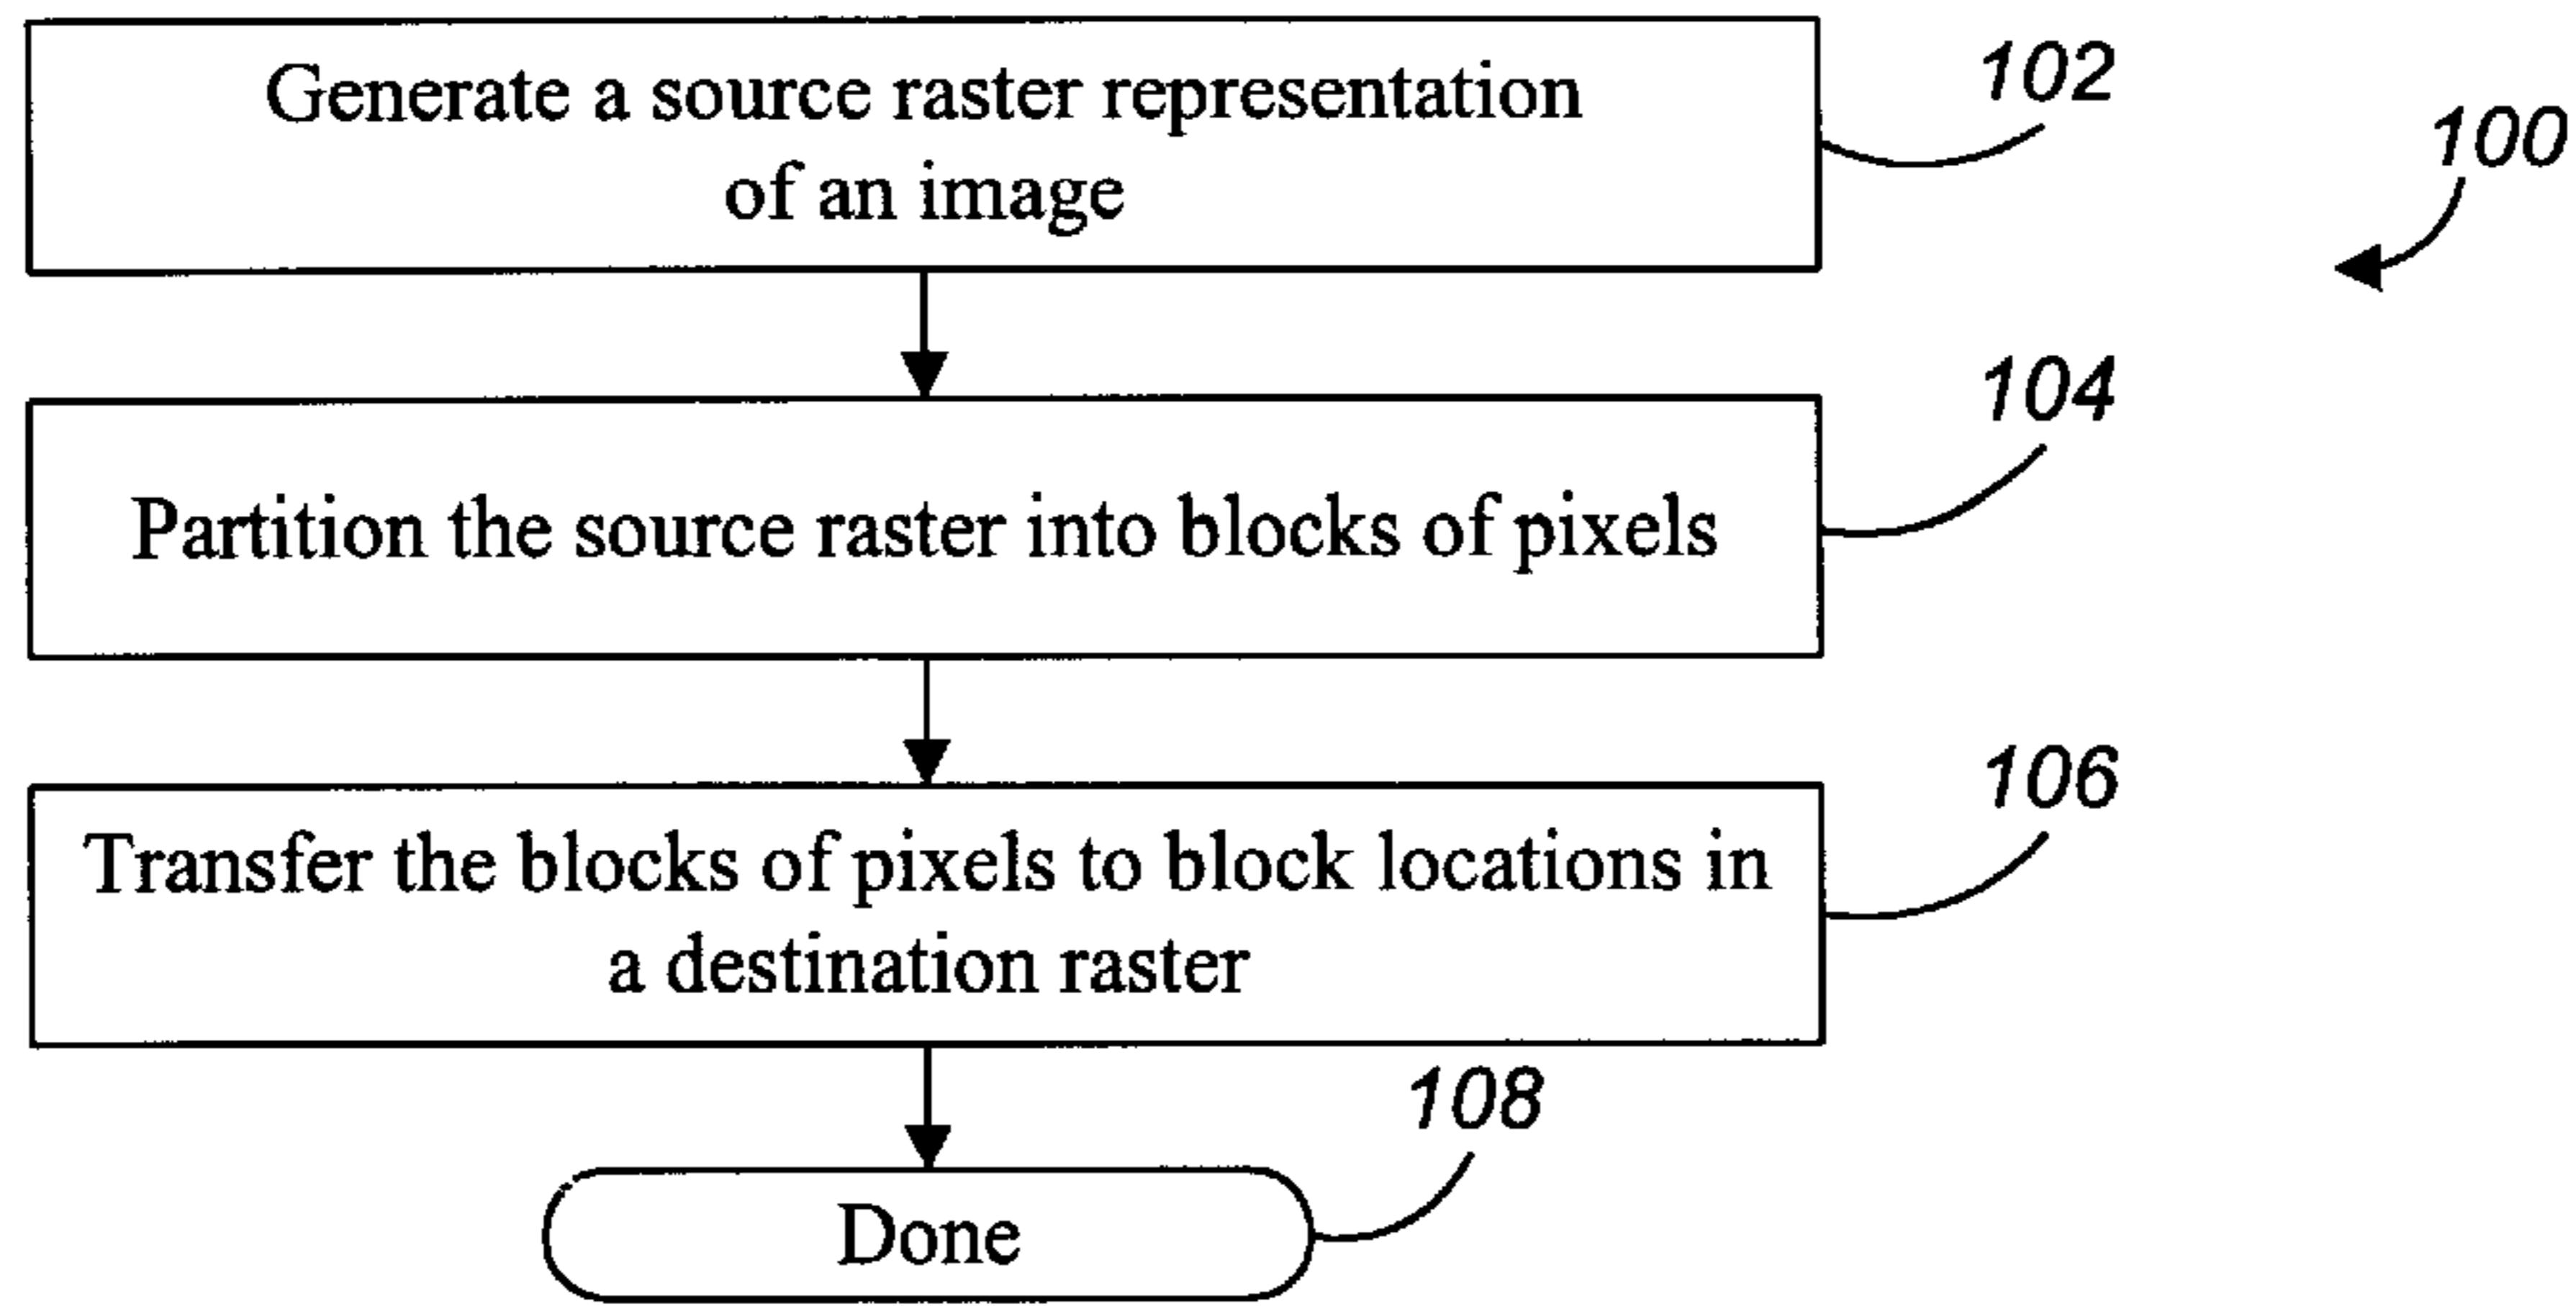 Generate a source raster representation
of an image
102
100
Partition the source raster into blocks of pixels
104
Transfer the blocks of pixels to block locations in
a destination raster
106
Done
108